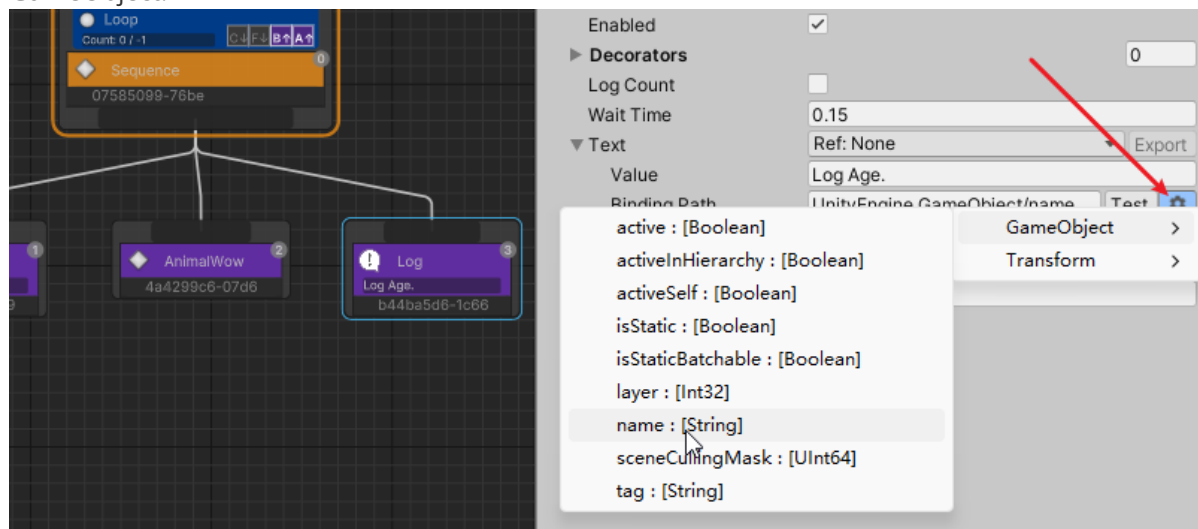 Loop
Count: 0 / -1
C↓ F↓ B↑ A↑
Sequence
0
07585099-76be
1
AnimalWow
2
4a4299c6-07d6
Log
3
Log Age.
b44ba5d6-1c66
Enabled
Decorators
0
Log Count
Wait Time
0.15
Text
Ref: None
Export
Value
Log Age.
Binding Path
UnityEngine.GameObject/name
Test
active : [Boolean]
activeInHierarchy : [Boolean]
activeSelf : [Boolean]
isStatic : [Boolean]
isStaticBatchable : [Boolean]
layer : [Int32]
name : [String]
sceneCullingMask : [UInt64]
tag : [String]
GameObject
Transform